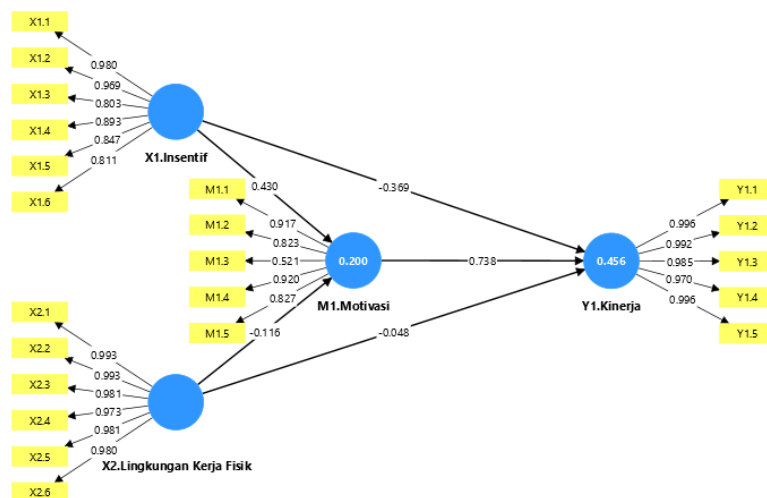 X1.1
X1.2
X1.3
X1.4
X1.5
X1.6
0.980
0.969
0.803
0.893
0.847
0.811
X1.Insentif
0.430
-0.369
M1.1
M1.2
M1.3
M1.4
M1.5
0.917
0.823
0.521
0.920
0.827
0.200
M1.Motivasi
0.738
-0.116
-0.048
0.456
Y1.Kinerja
Y1.1
Y1.2
Y1.3
Y1.4
Y1.5
0.996
0.992
0.985
0.970
0.996
X2.1
X2.2
X2.3
X2.4
X2.5
X2.6
0.993
0.993
0.981
0.973
0.981
0.980
X2.Lingkungan Kerja Fisik